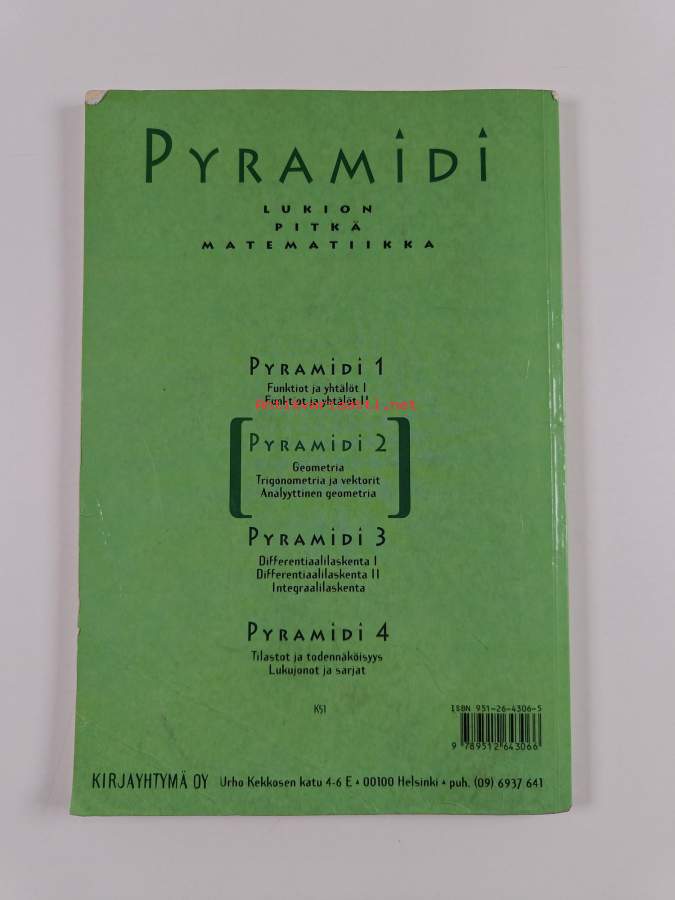 PYRAMIDI
LUKION
PITKÄ
MATEMATIIKKA
PYRAMIDI 1
Funktiot ja yhtälöt I
Funktiot ja yhtälöt II
Antikvariaatti.net
PYRAMIDI 2
Geometria
Trigonometria ja vektorit
Analyyttinen geometria
PYRAMIDI 3
Differentiaalilaskenta I
Differentiaalilaskenta II
Integraalilaskenta
PYRAMIDI 4
Tilastot ja todennäköisyys
Lukujonot ja sarjat
K51
ISBN 951-26-4306-5
9 789512 643066
KIRJAYHTYMÄ OY Urho Kekkosen katu 4-6 E ▲ 00100 Helsinki ▲ puh. (09) 6937 641